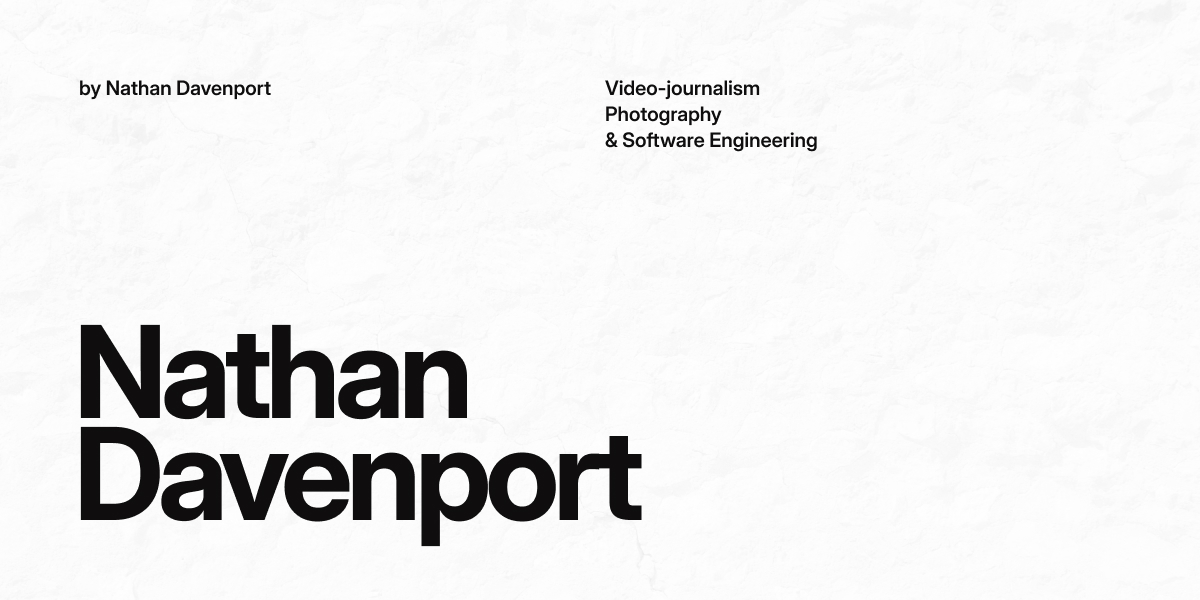 by Nathan Davenport
Video-journalism
Photography
& Software Engineering
Nathan
Davenport